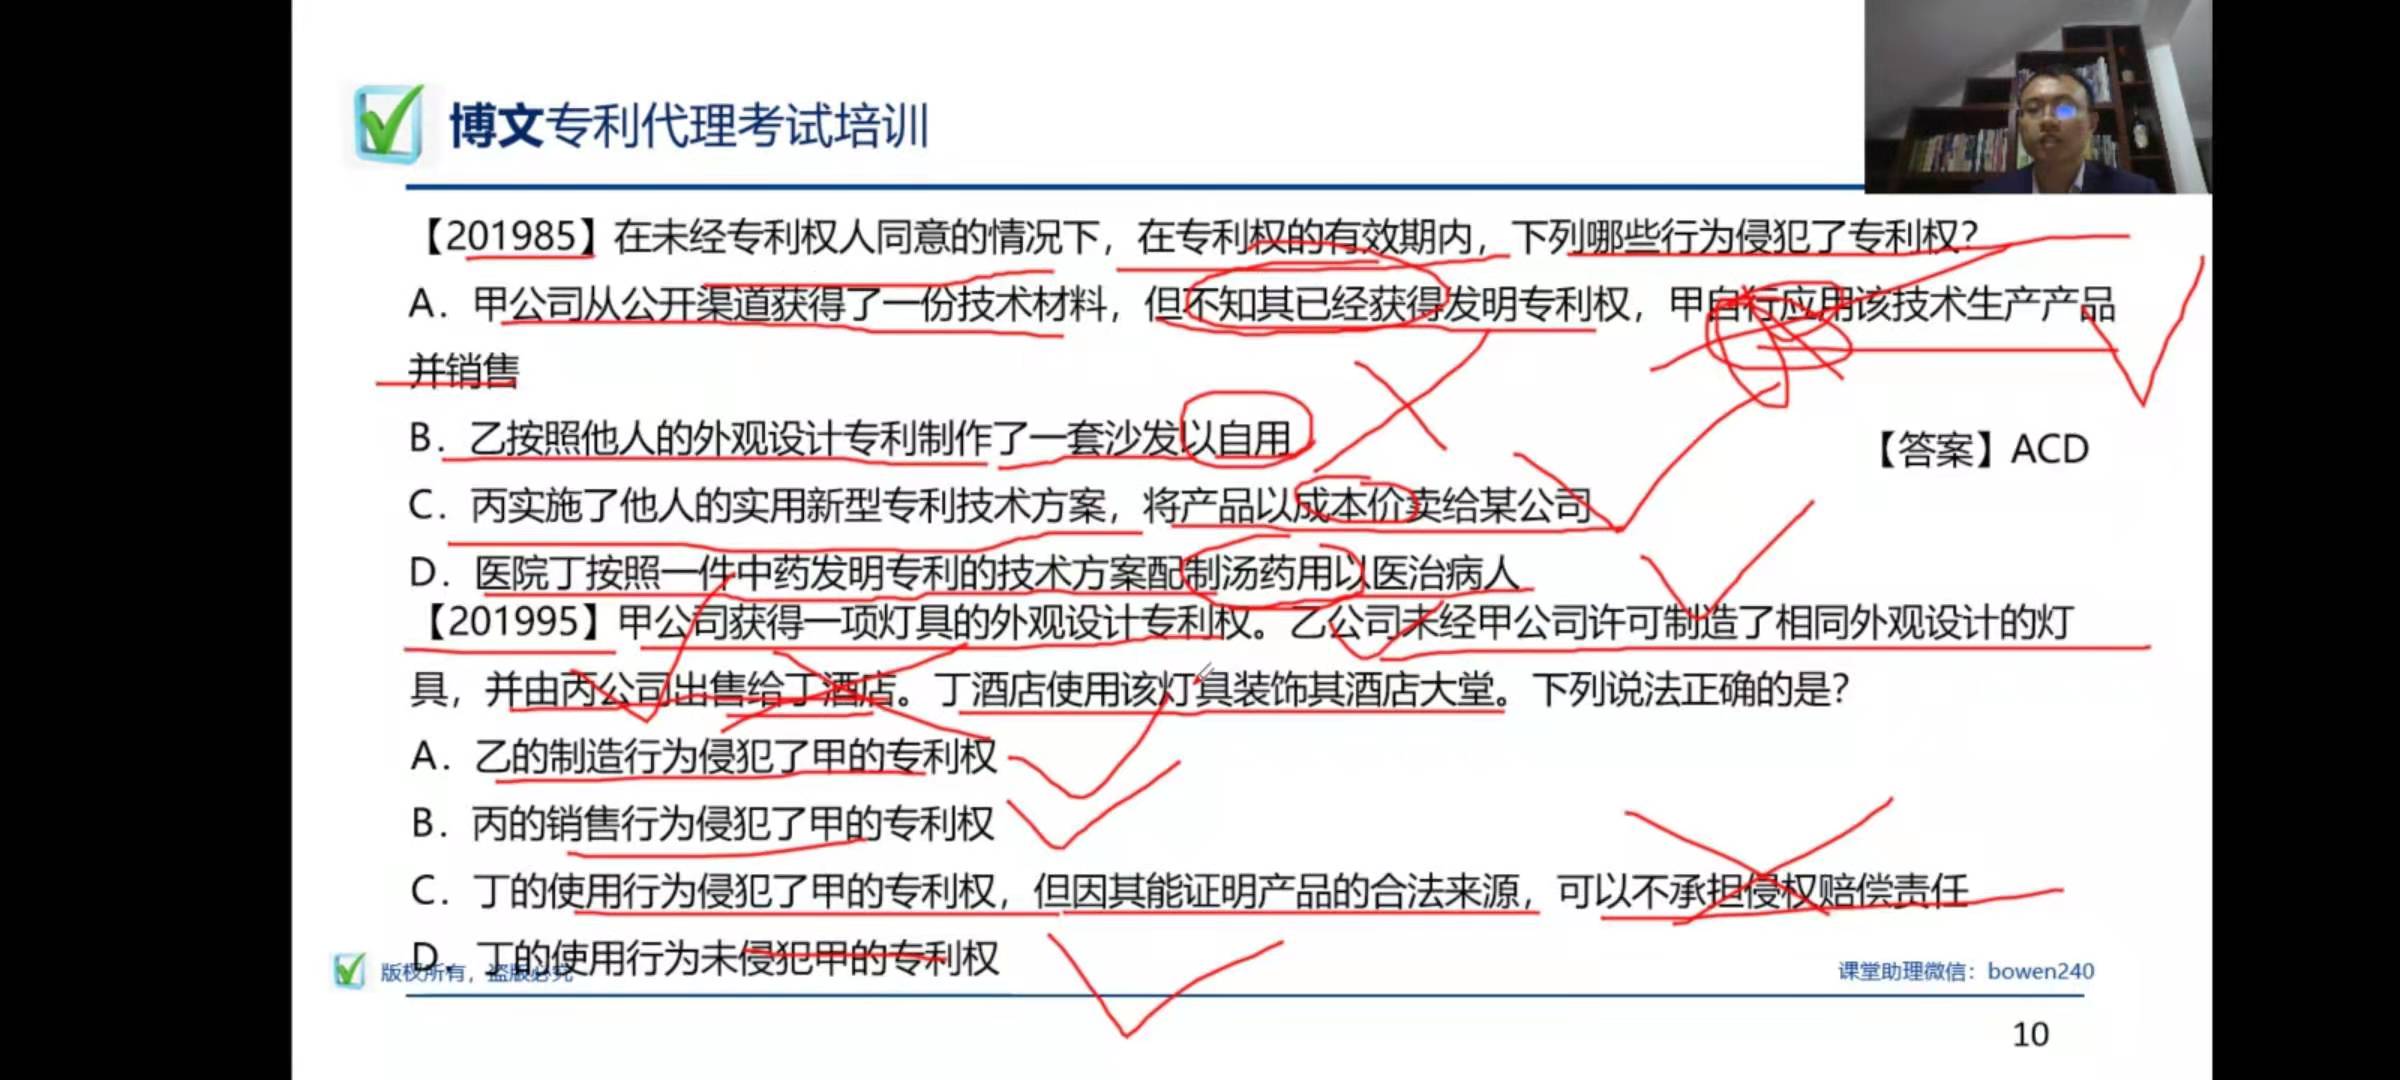 博文专利代理考试培训
【201985】在未经专利权人同意的情况下，在专利权的有效期内，下列哪些行为侵犯了专利权？
A．甲公司从公开渠道获得了一份技术材料，但不知其已经获得发明专利权，甲自行应用该技术生产产品
并销售
B．乙按照他人的外观设计专利制作了一套沙发以自用
【答案】ACD
C．丙实施了他人的实用新型专利技术方案，将产品以成本价卖给某公司
D．医院丁按照一件中药发明专利的技术方案配制汤药用以医治病人
【201995】甲公司获得一项灯具的外观设计专利权。乙公司未经甲公司许可制造了相同外观设计的灯
具，并由丙公司出售给丁酒店。丁酒店使用该灯具装饰其酒店大堂。下列说法正确的是？
A．乙的制造行为侵犯了甲的专利权
B．丙的销售行为侵犯了甲的专利权
C．丁的使用行为侵犯了甲的专利权，但因其能证明产品的合法来源，可以不承担侵权赔偿责任
D．丁的使用行为未侵犯甲的专利权
版权所有，盗版必究
课堂助理微信：bowen240
10